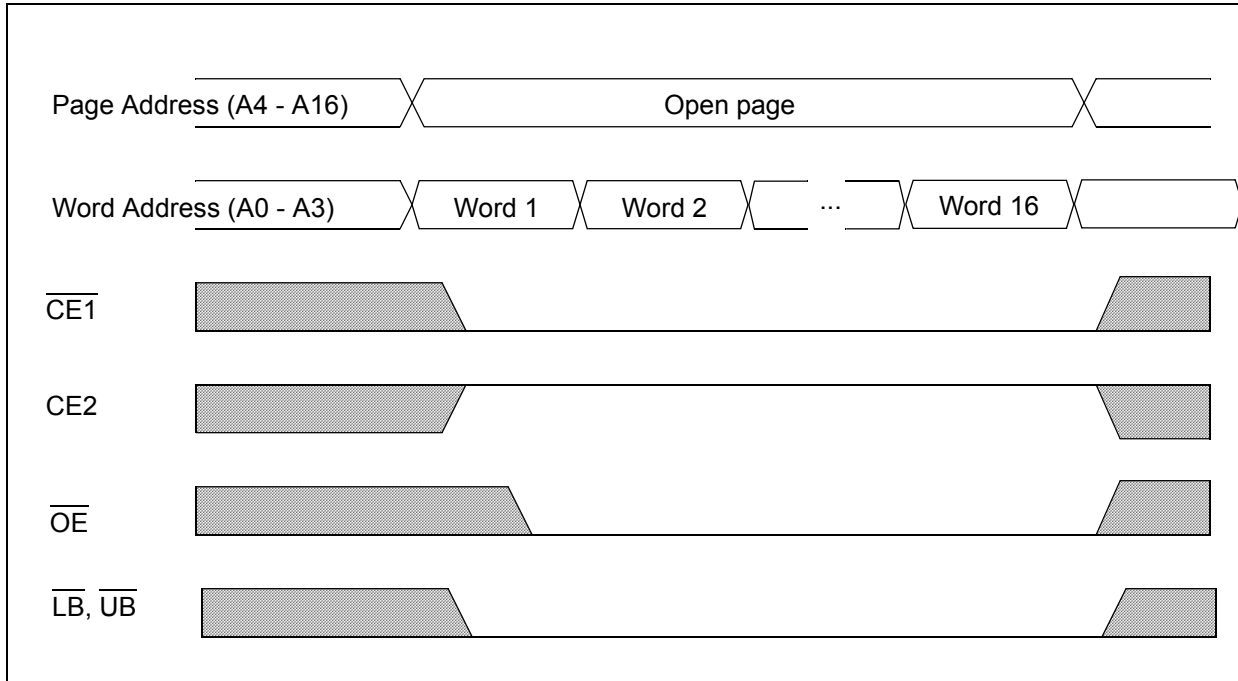 Page Address (A4 - A16) Open page
Word Address (A0 - A3) Word 1 Word 2 ... Word 16
CE1
CE2
OE
LB, UB